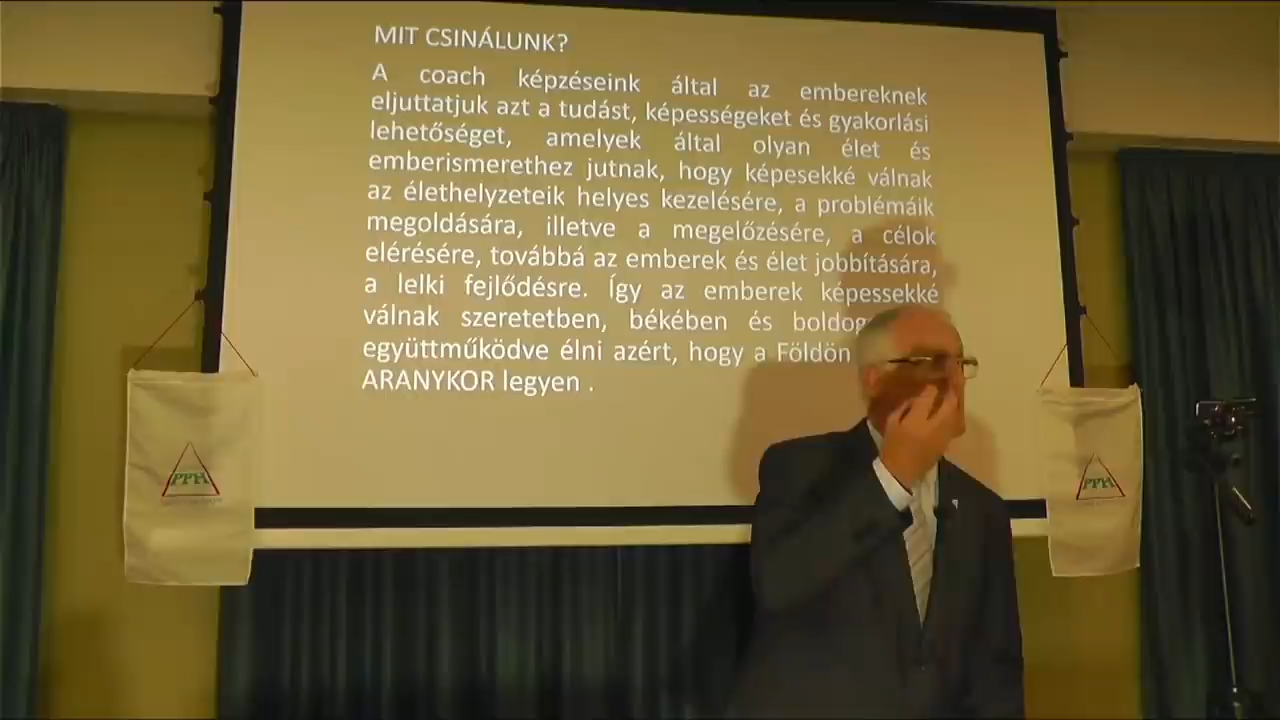 MIT CSINÁLUNK?
A coach képzéseink által az embereknek
eljuttatjuk azt a tudást, képességeket és gyakorlási
lehetőséget, amelyek által olyan élet és
emberismerethez jutnak, hogy képesekké válnak
az élethelyzeteik helyes kezelésére, a problémáik
megoldására, illetve a megelőzésére, a célok
elérésére, továbbá az emberek és élet jobbítására,
a lelki fejlődésre. Így az emberek képessekké
válnak szeretetben, békében és
együttműködve élni azért, hogy a Földön
ARANYKOR legyen .
PPH
PPH